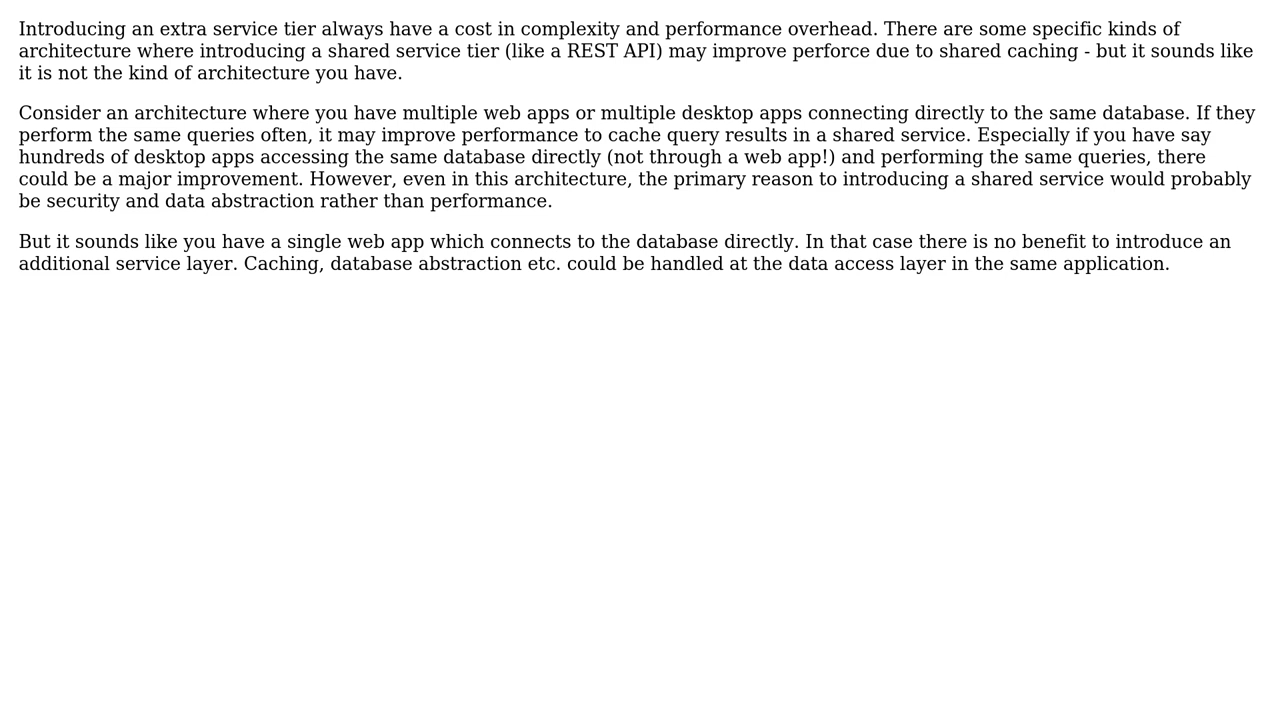 Introducing an extra service tier always have a cost in complexity and performance overhead. There are some specific kinds of
architecture where introducing a shared service tier (like a REST API) may improve perforce due to shared caching - but it sounds like
it is not the kind of architecture you have.
Consider an architecture where you have multiple web apps or multiple desktop apps connecting directly to the same database. If they
perform the same queries often, it may improve performance to cache query results in a shared service. Especially if you have say
hundreds of desktop apps accessing the same database directly (not through a web app!) and performing the same queries, there
could be a major improvement. However, even in this architecture, the primary reason to introducing a shared service would probably
be security and data abstraction rather than performance.
But it sounds like you have a single web app which connects to the database directly. In that case there is no benefit to introduce an
additional service layer. Caching, database abstraction etc. could be handled at the data access layer in the same application.